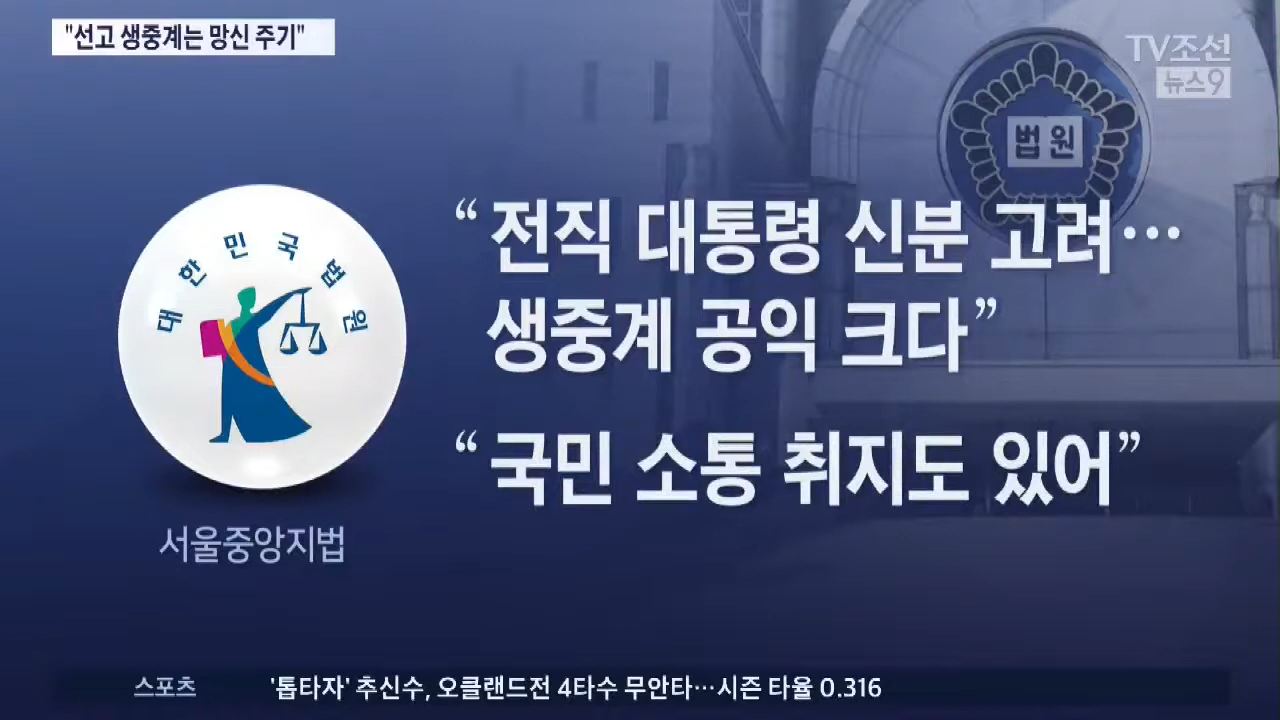 "선고 생중계는 망신 주기"
TV조선
뉴스9
법원
대한민국법원
“전직 대통령 신분 고려…
생중계 공익 크다”
“국민 소통 취지도 있어”
서울중앙지법
스포츠 '톱타자' 추신수, 오클랜드전 4타수 무안타…시즌 타율 0.316